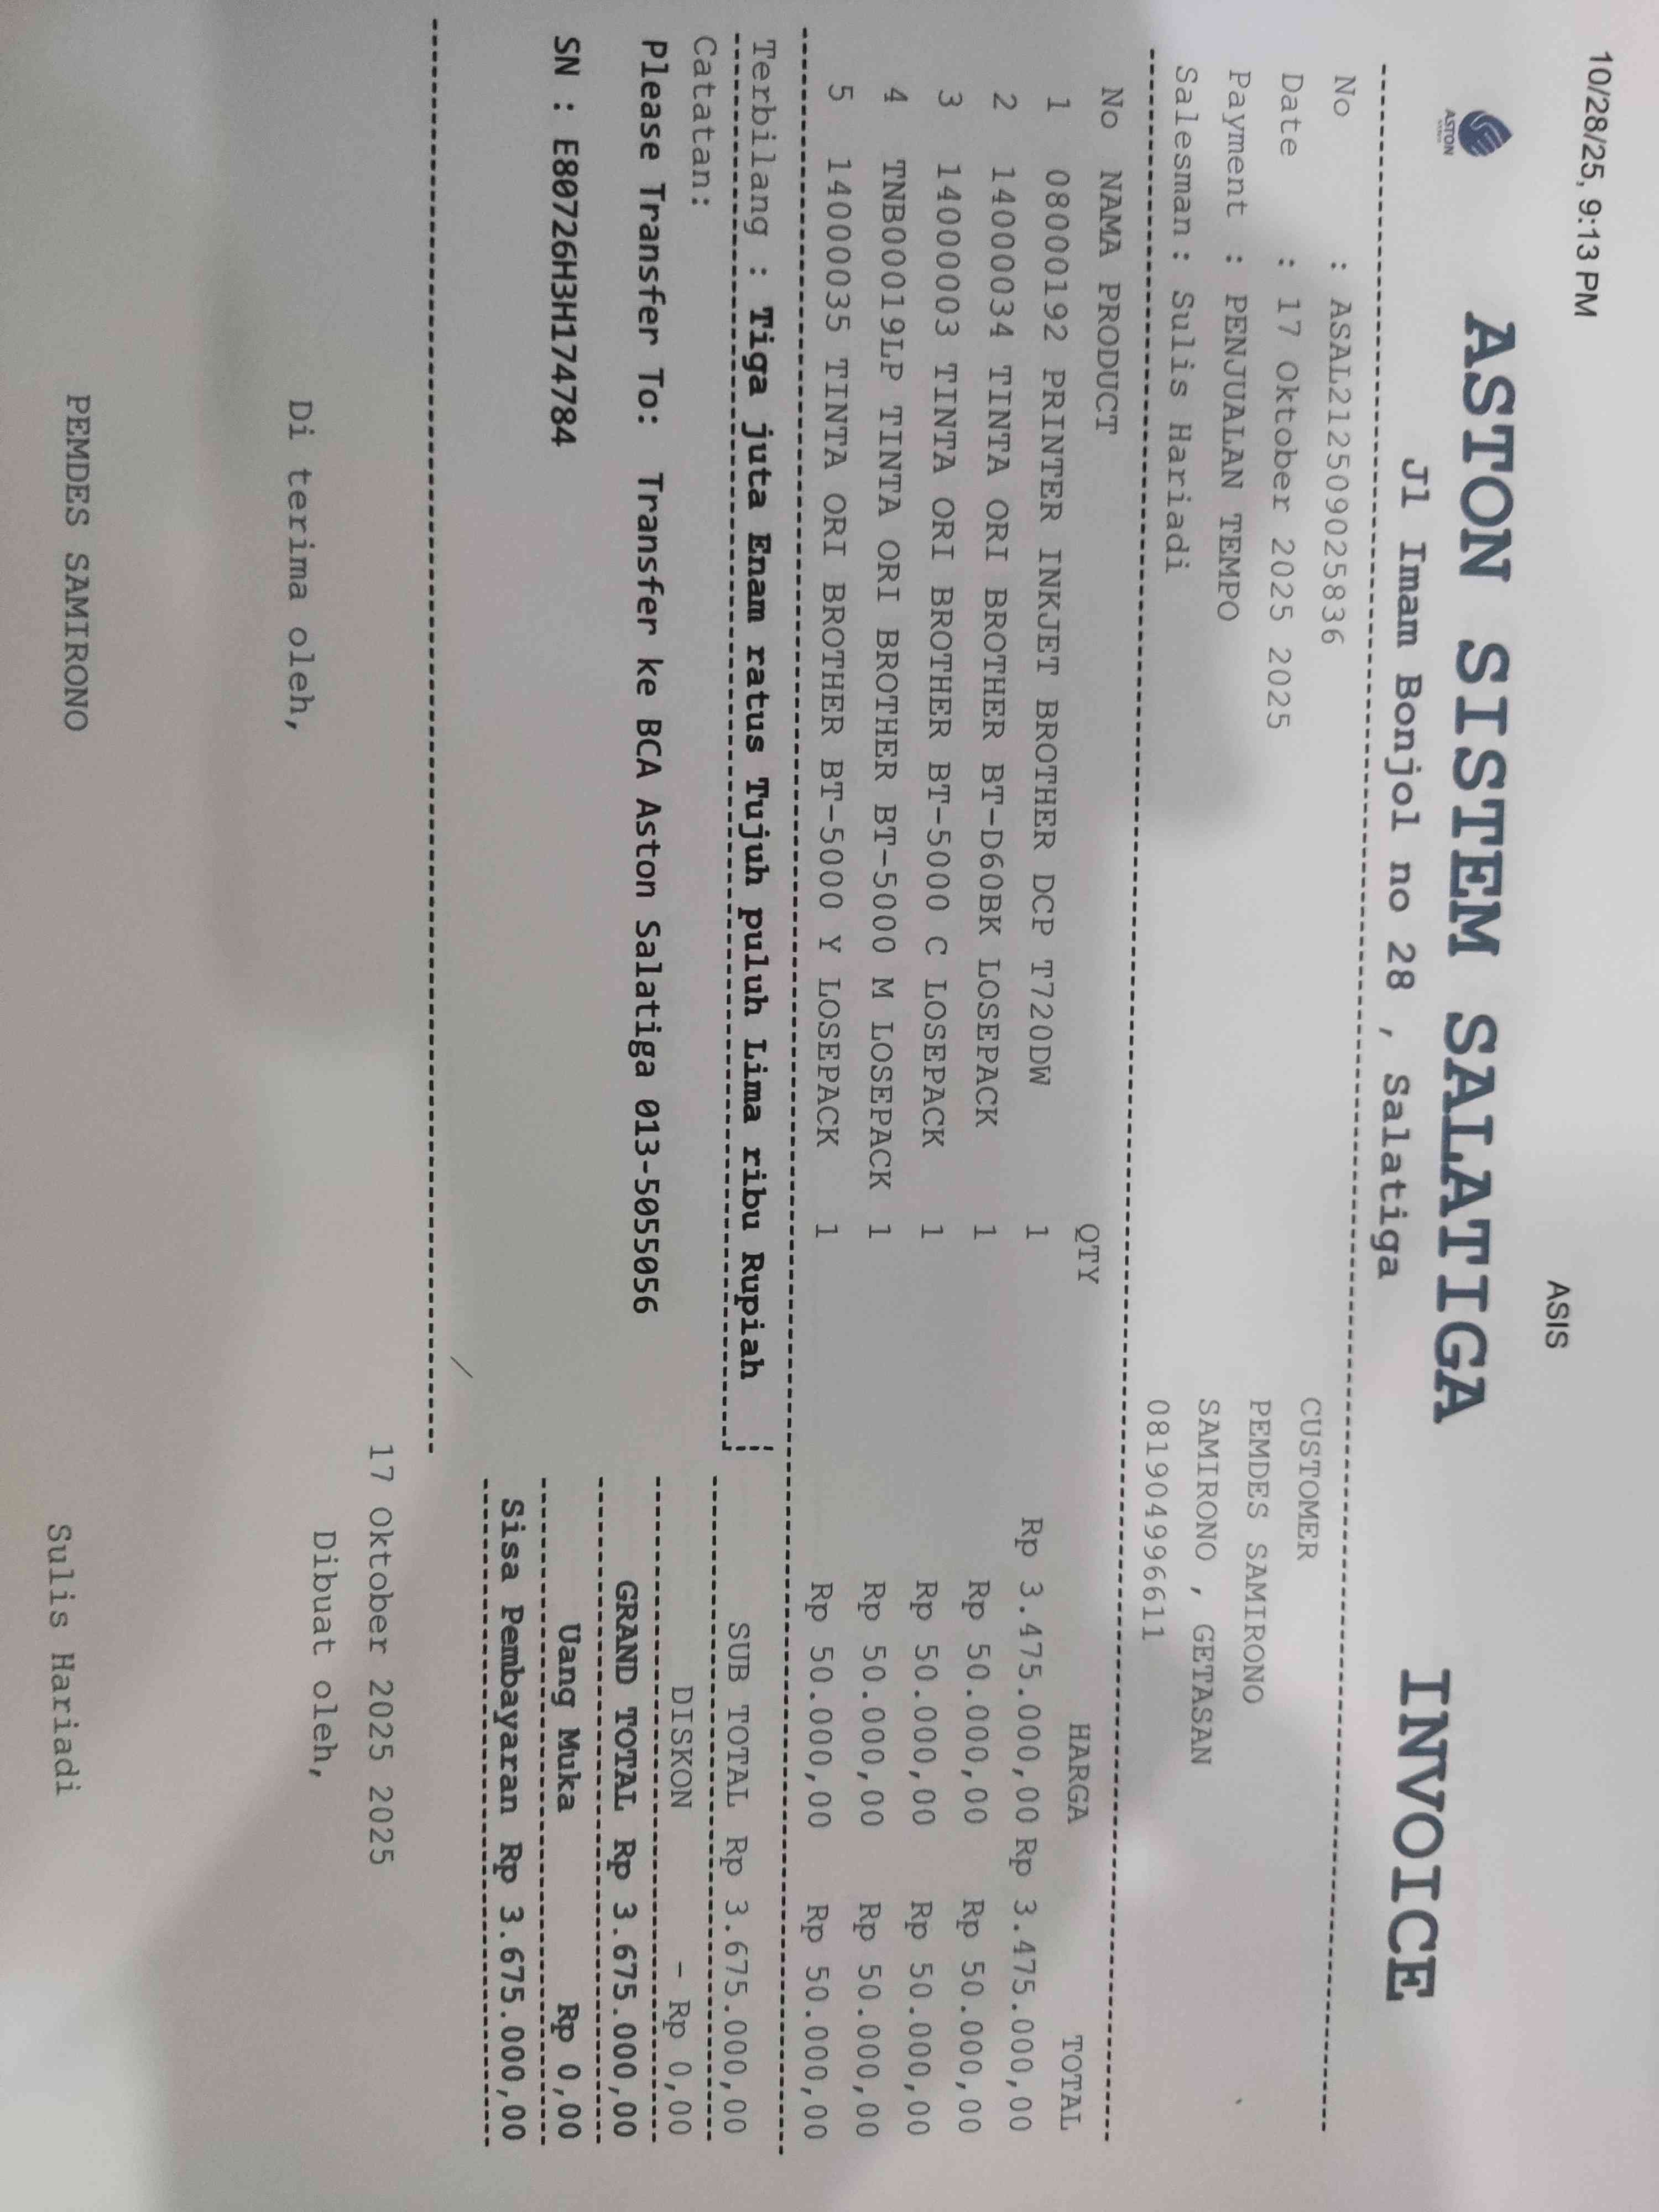 10/28/25, 9:13 PM ASIS
ASTON
ASTON SISTEM SALATIGA INVOICE
Jl Imam Bonjol no 28 , Salatiga
No : ASAL2112509025836 CUSTOMER
Date : 17 Oktober 2025 2025 PEMDES SAMIRONO
Payment : PENJUALAN TEMPO SAMIRONO , GETASAN
Salesman : Sulis Hariadi 081904996611
No NAMA PRODUCT QTY HARGA TOTAL
1 08000192 PRINTER INKJET BROTHER DCP T720DW 1 Rp 3.475.000,00 Rp 3.475.000,00
2 14000034 TINTA ORI BROTHER BT-D60BK LOSEPACK 1 Rp 50.000,00 Rp 50.000,00
3 14000003 TINTA ORI BROTHER BT-5000 C LOSEPACK 1 Rp 50.000,00 Rp 50.000,00
4 TNB00019LP TINTA ORI BROTHER BT-5000 M LOSEPACK 1 Rp 50.000,00 Rp 50.000,00
5 14000035 TINTA ORI BROTHER BT-5000 Y LOSEPACK 1 Rp 50.000,00 Rp 50.000,00
Terbilang : Tiga juta Enam ratus Tujuh puluh Lima ribu Rupiah SUB TOTAL Rp 3.675.000,00
Catatan: DISKON - Rp 0,00
Please Transfer To: Transfer ke BCA Aston Salatiga 013-5055056 GRAND TOTAL Rp 3.675.000,00
SN : E80726H3H174784 Uang Muka Rp 0,00
Sisa Pembayaran Rp 3.675.000,00
17 Oktober 2025 2025
Di terima oleh, Dibuat oleh,
PEMDES SAMIRONO Sulis Hariadi